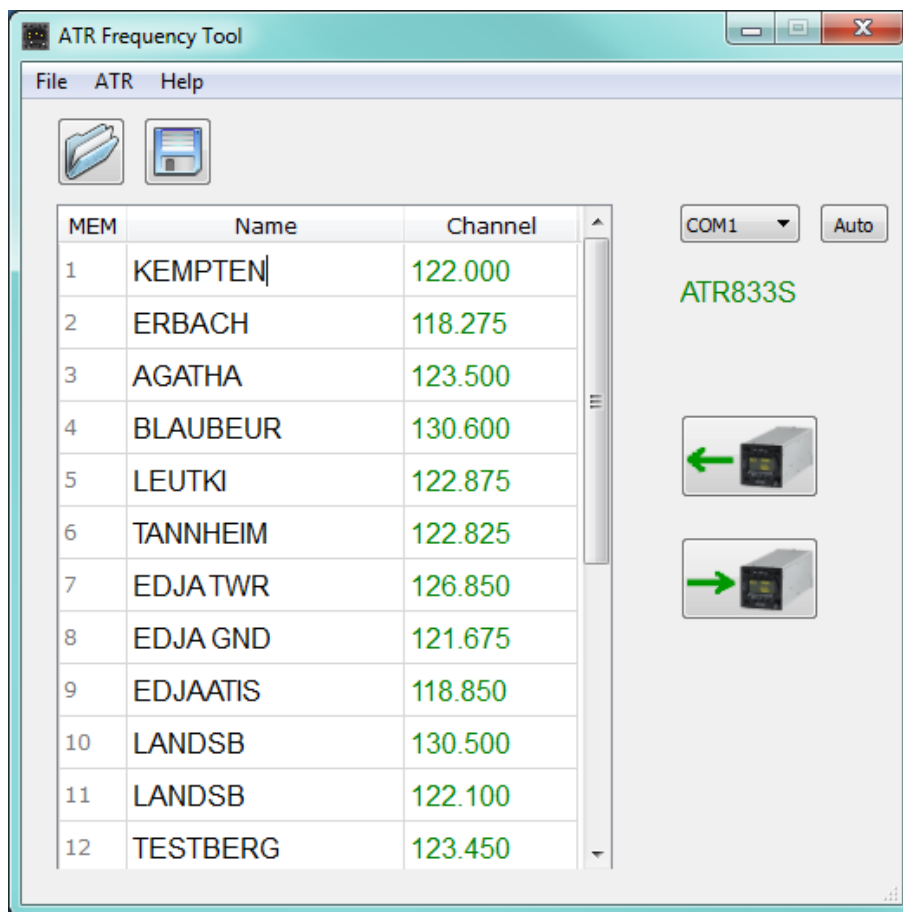 ATR Frequency Tool
File ATR Help
MEM Name Channel
COM1 Auto
1 KEMPTEN 122.000
ATR833S
2 ERBACH 118.275
3 AGATHA 123.500
4 BLAUBEUR 130.600
5 LEUTKI 122.875
6 TANNHEIM 122.825
7 EDJA TWR 126.850
8 EDJA GND 121.675
9 EDJAATIS 118.850
10 LANDSB 130.500
11 LANDSB 122.100
12 TESTBERG 123.450